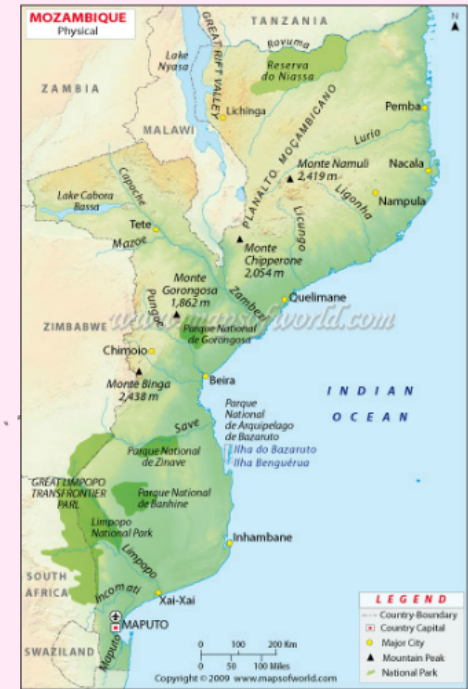 MOZAMBIQUE
Physical
TANZANIA
N
Rovuma
Lake
Nyasa
GREAT RIFT VALLEY
Reserva
do Niassa
ZAMBIA
Lichinga
Pemba
MALAWI
PLANALTO MOÇAMBICANO
Lurio
Monte Namuli
2,419 m
Nacala
Capoche
Ligonha
Lake Cabora
Bassa
Nampula
Licungo
Tete
Mazoe
Monte
Chipperone
2,054 m
Monte
Gorongosa
1,862 m
Zambezi
Quelimane
Pungoe
www.mapsofworld.com
ZIMBABWE
Parque National
de Gorongosa
Chimoio
Monte Binga
2,438 m
Beira
INDIAN
OCEAN
Parque
National
de Arquipelago
de Bazaruto
Save
Ilha do Bazaruto
Ilha Benguérua
Parque National
de Zinave
GREAT LIMPOPO
TRANSFRONTIER
PARL
Parque National
de Banhine
Limpopo
National Park
Inhambane
Limpopo
SOUTH
AFRICA
Incomati
Xai-Xai
MAPUTO
Maputo
SWAZILAND
LEGEND
Country-Boundary
Country Capital
Major City
Mountain Peak
National Park
0 100 200 Km
0 50 100 Miles
Copyright © 2009 www.mapsofworld.com